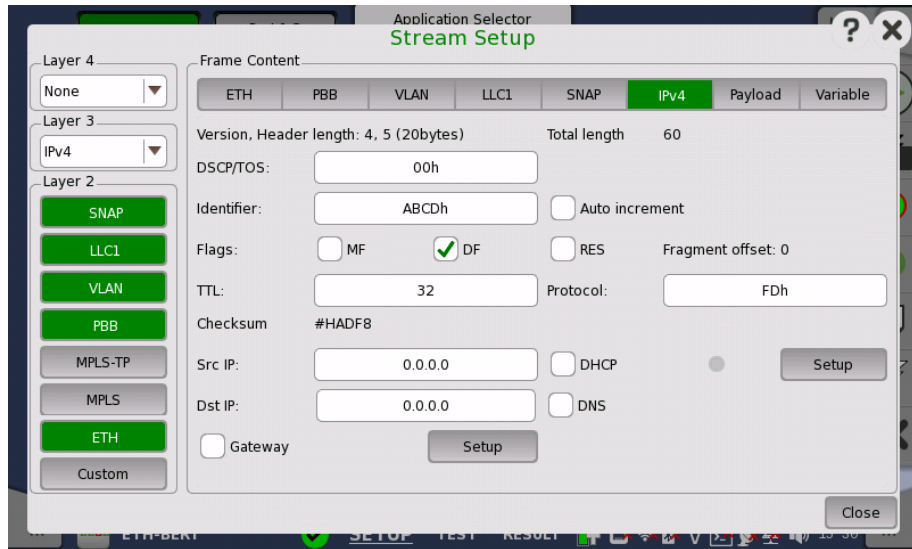 Application Selector
Stream Setup
?
Layer 4
None
Layer 3
IPv4
Layer 2
SNAP
LLC1
VLAN
PBB
MPLS-TP
MPLS
ETH
Custom
Frame Content
ETH PBB VLAN LLC1 SNAP IPv4 Payload Variable
Version, Header length: 4, 5 (20bytes) Total length 60
DSCP/TOS: 00h
Identifier: ABCDh Auto increment
Flags: MF DF RES Fragment offset: 0
TTL: 32 Protocol: FDh
Checksum #HADF8
Src IP: 0.0.0.0 DHCP Setup
Dst IP: 0.0.0.0 DNS
Gateway Setup
Close
ETH-BERT SETUP TEST RESULT